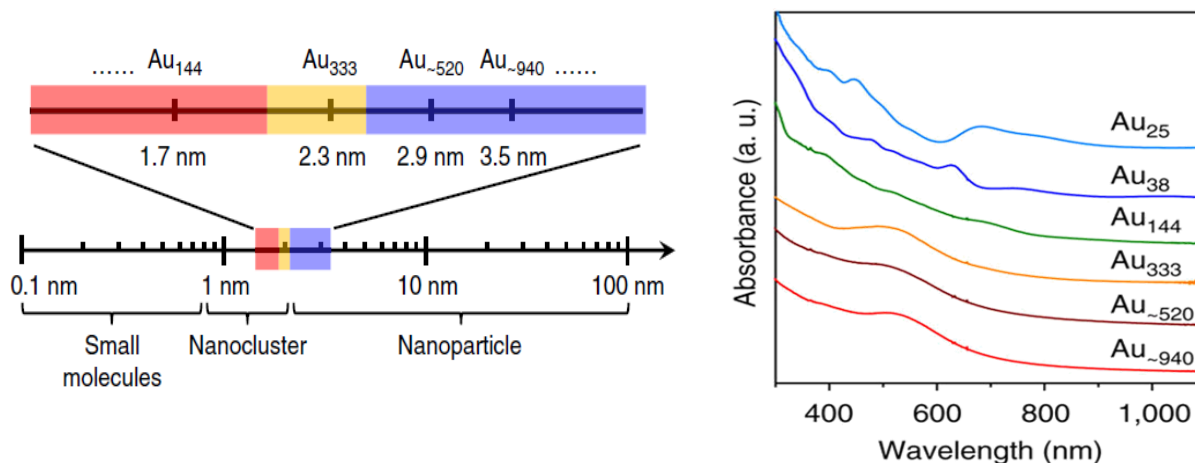 ...... Au144 Au333 Au~520 Au~940 ......
1.7 nm 2.3 nm 2.9 nm 3.5 nm
0.1 nm 1 nm 10 nm 100 nm
Small
molecules
Nanocluster
Nanoparticle
Absorbance (a. u.)
Au25
Au38
Au144
Au333
Au~520
Au~940
400 600 800 1,000
Wavelength (nm)